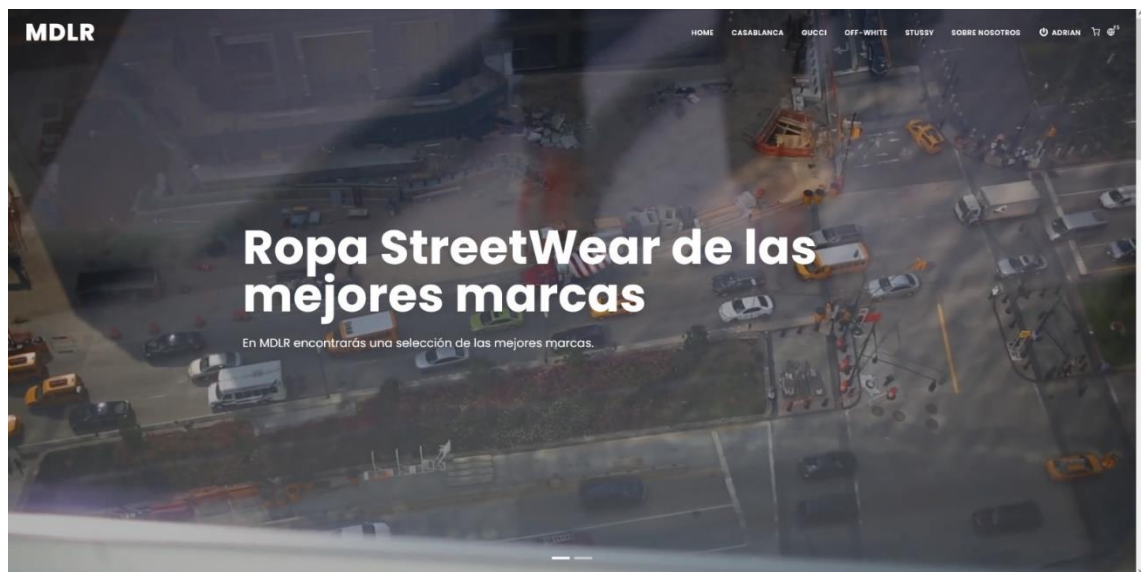 MDLR
HOME CASABLANCA GUCCI OFF-WHITE STUSSY SOBRE NOSOTROS ADRIAN ES
Ropa StreetWear de las
mejores marcas
En MDLR encontrarás una selección de las mejores marcas.